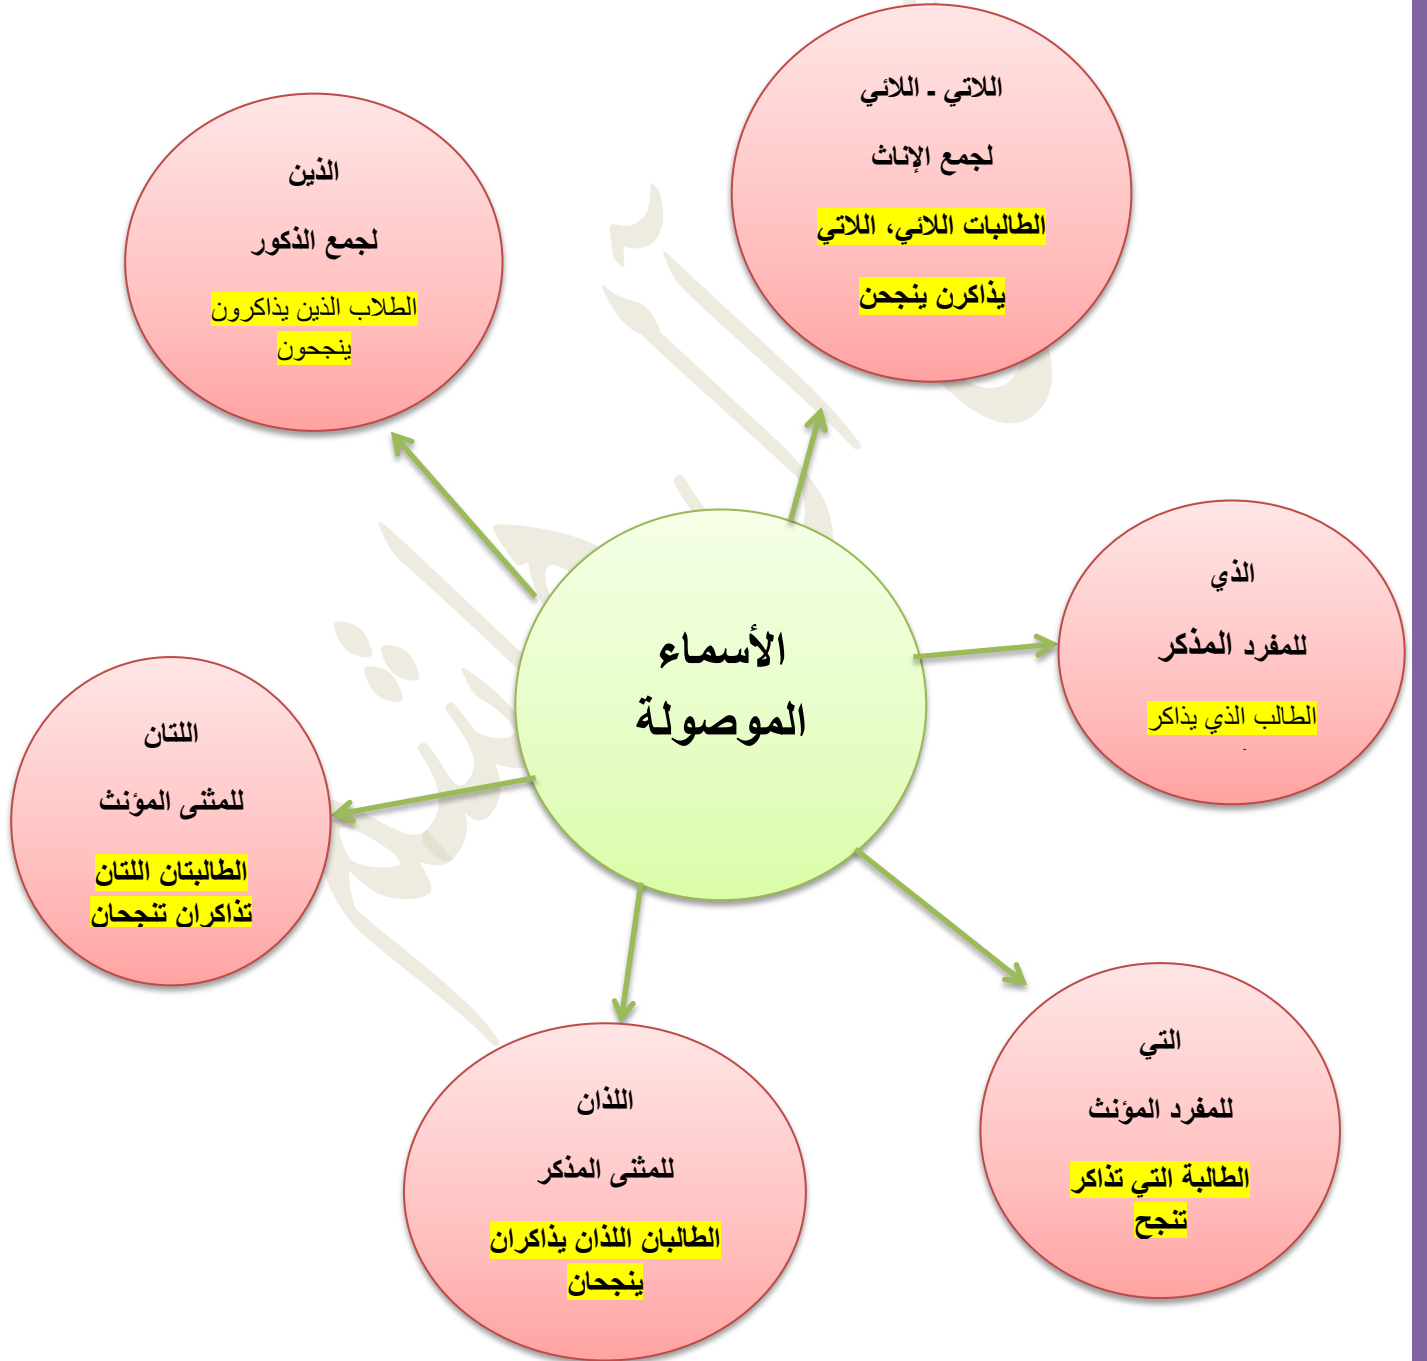 اللاتي ـ اللائي
لجمع الإناث
الطالبات اللائي، اللاتي
يذاكرن ينجحن
الذين
لجمع الذكور
الطلاب الذين يذاكرون
ينجحون
الذي
للمفرد المذكر
الطالب الذي يذاكر
الأسماء
الموصولة
اللتان
للمثنى المؤنث
الطالبتان اللتان
تذاكران تنجحان
التي
للمفرد المؤنث
الطالبة التي تذاكر
تنجح
اللذان
للمثنى المذكر
الطالبان اللذان يذاكران
ينجحان